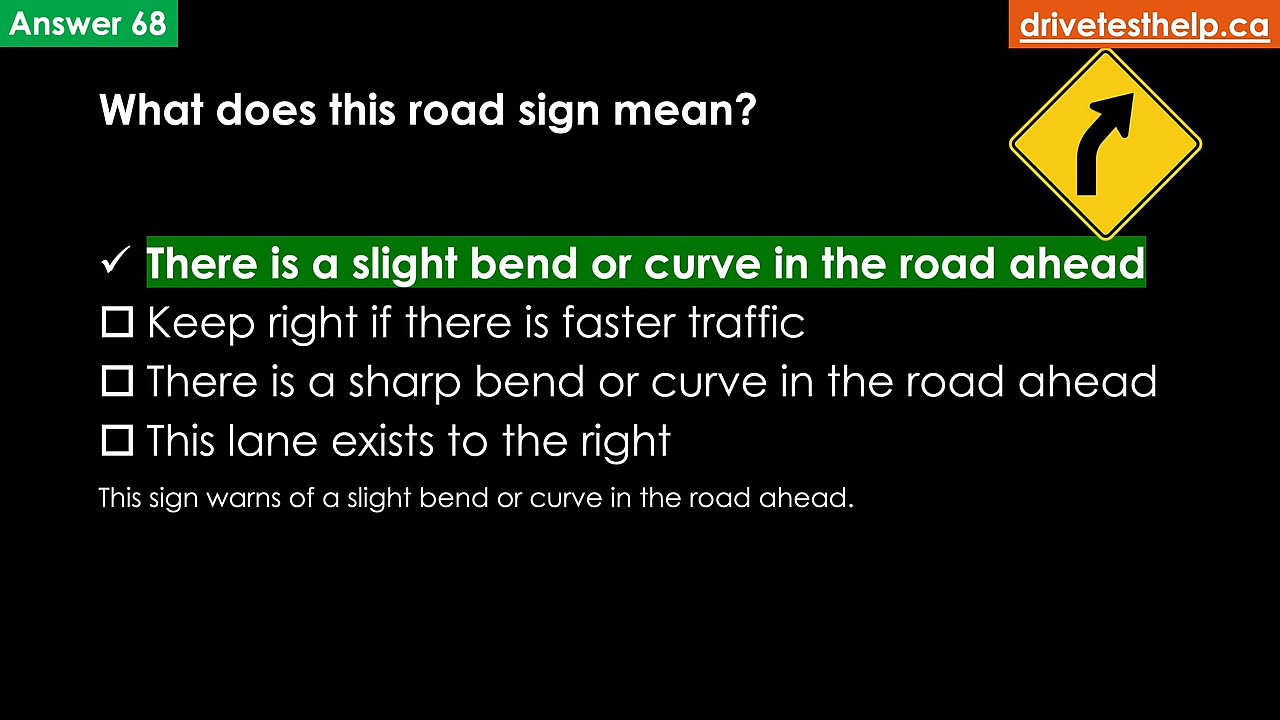 Answer 68
drivetesthelp.ca
What does this road sign mean?
There is a slight bend or curve in the road ahead
Keep right if there is faster traffic
There is a sharp bend or curve in the road ahead
This lane exists to the right
This sign warns of a slight bend or curve in the road ahead.